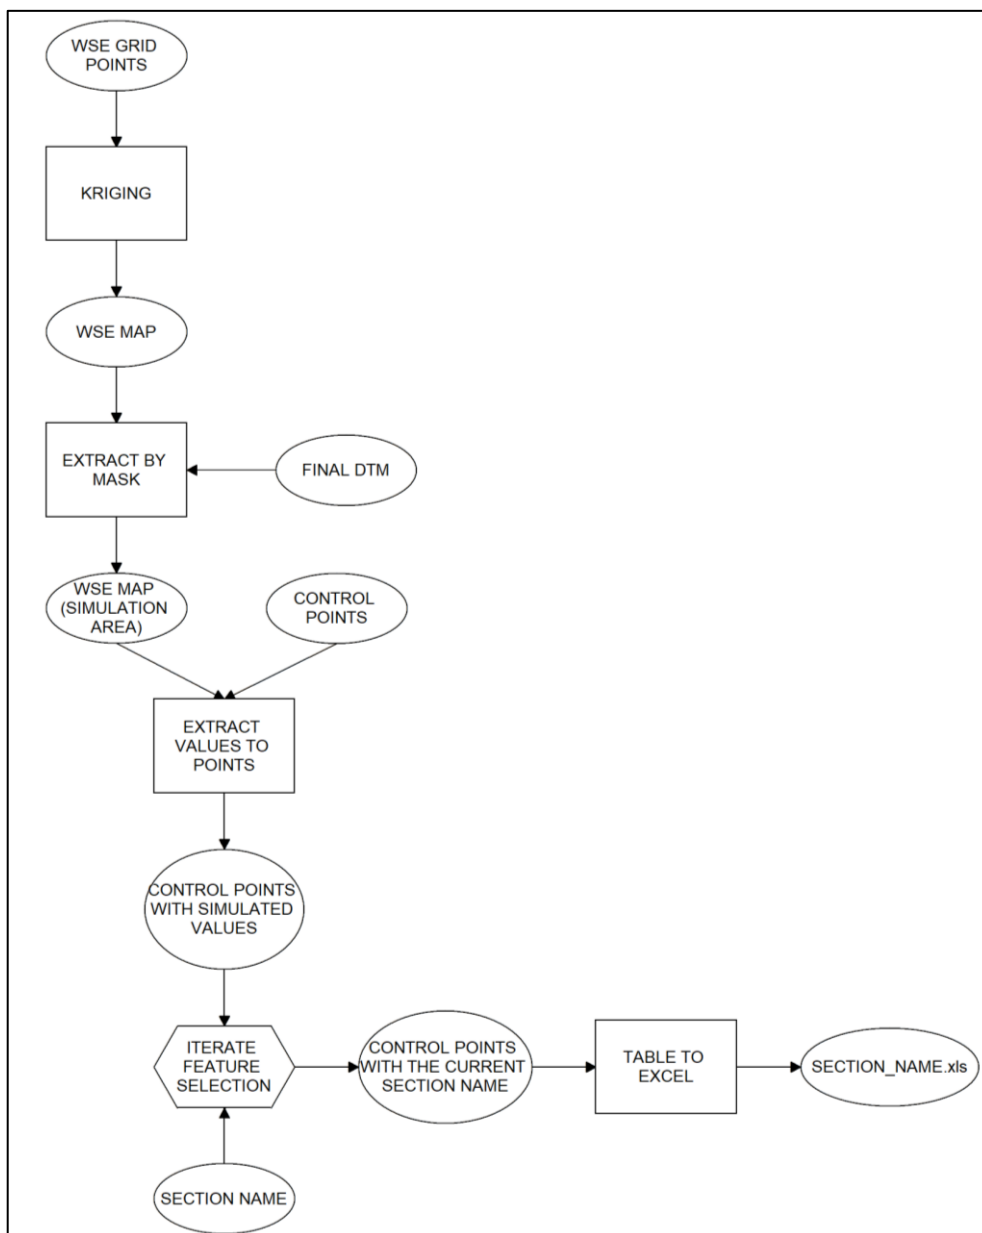 WSE GRID
POINTS
KRIGING
WSE MAP
EXTRACT BY
MASK
FINAL DTM
WSE MAP
(SIMULATION
AREA)
CONTROL
POINTS
EXTRACT
VALUES TO
POINTS
CONTROL POINTS
WITH SIMULATED
VALUES
ITERATE
FEATURE
SELECTION
CONTROL POINTS
WITH THE CURRENT
SECTION NAME
TABLE TO
EXCEL
SECTION_NAME.xls
SECTION NAME